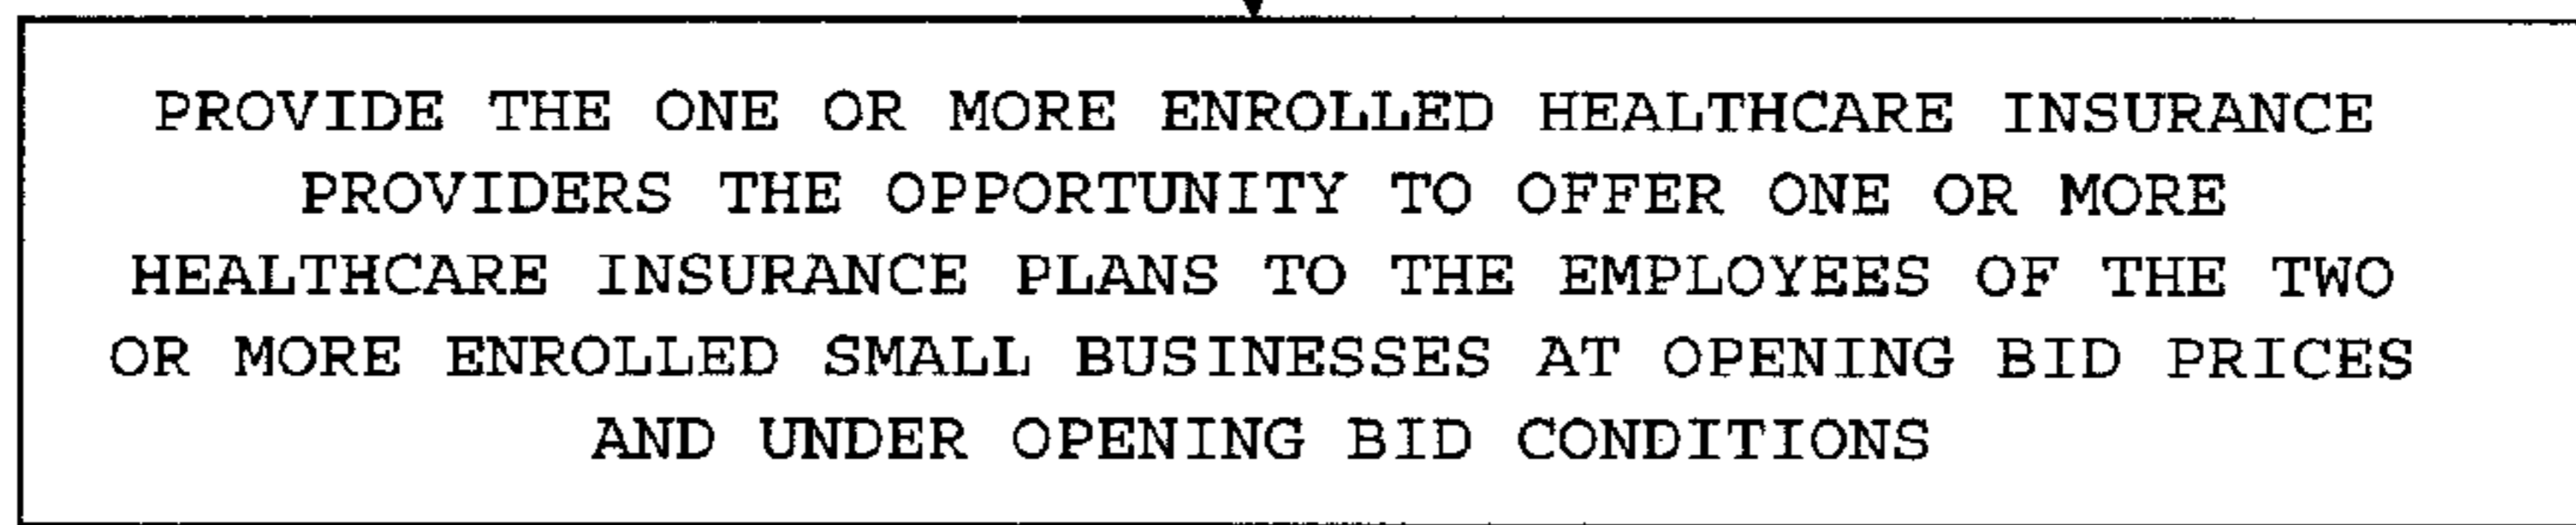 PROVIDE THE ONE OR MORE ENROLLED HEALTHCARE INSURANCE
PROVIDERS THE OPPORTUNITY TO OFFER ONE OR MORE
HEALTHCARE INSURANCE PLANS TO THE EMPLOYEES OF THE TWO
OR MORE ENROLLED SMALL BUSINESSES AT OPENING BID PRICES
AND UNDER OPENING BID CONDITIONS